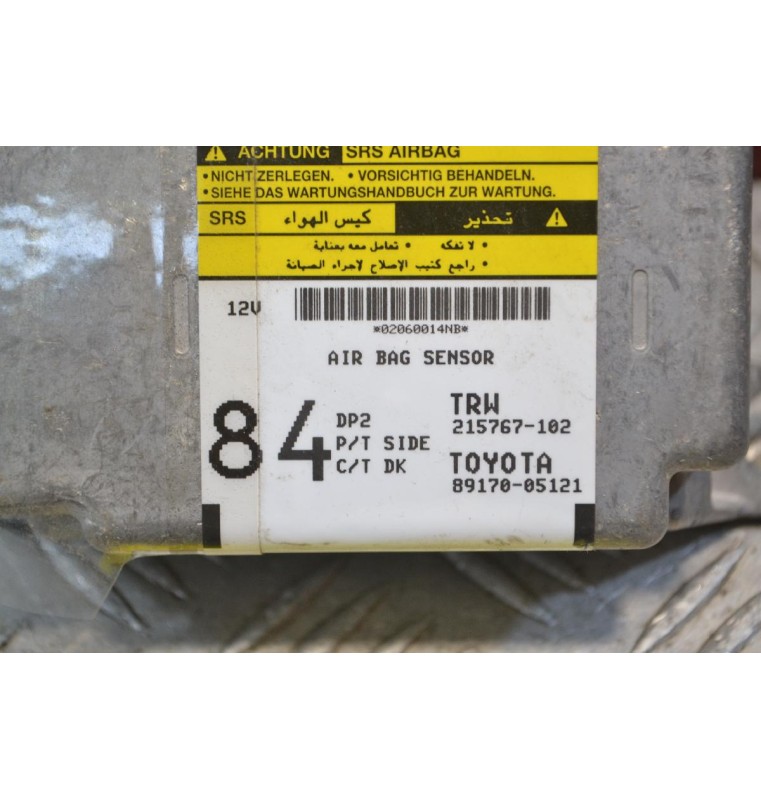 ACHTUNG SRS AIRBAG
• NICHT ZERLEGEN. • VORSICHTIG BEHANDELN.
• SIEHE DAS WARTUNGSHANDBUCH ZUR WARTUNG.
SRS كيس الهواء تحذير
• لا تفكه • تعامل معه بعناية
• راجع كتيب الإصلاح لاجراء الصيانة
12V
*02060014NB*
AIR BAG SENSOR
84
DP2
P/T SIDE
C/T DK
TRW
215767-102
TOYOTA
89170-05121